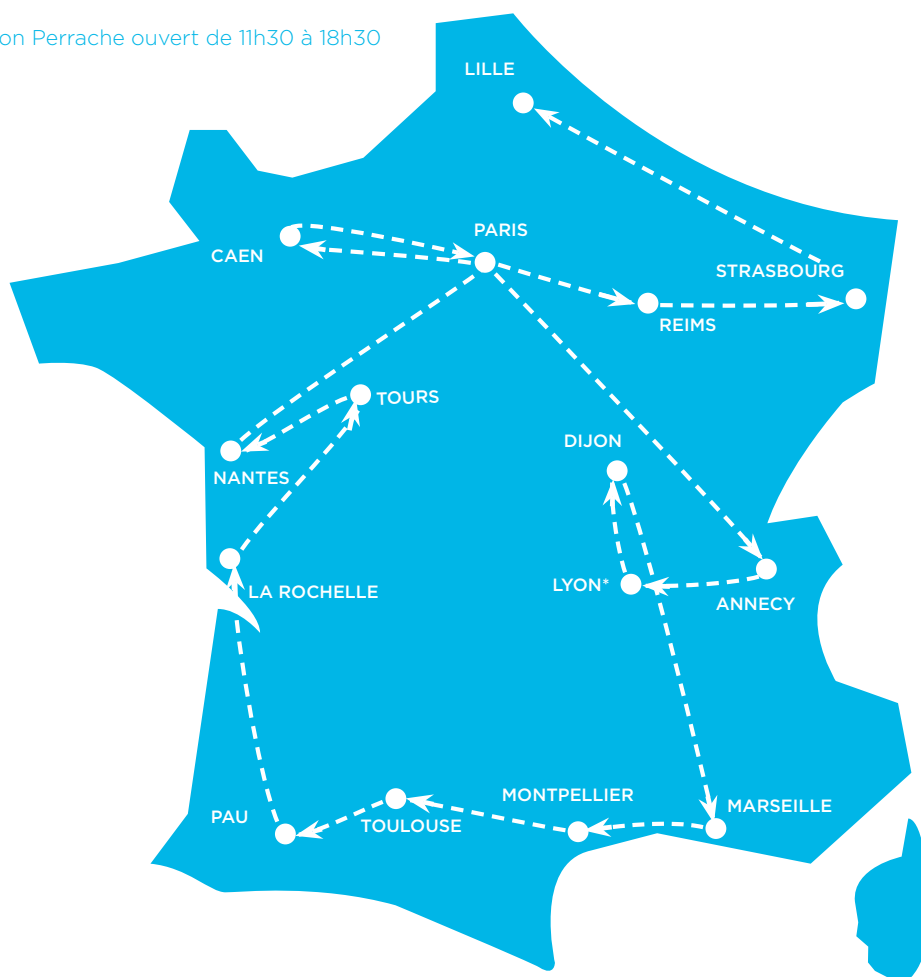 on Perrache ouvert de 11h30 à 18h30
LILLE
PARIS
CAEN
STRASBOURG
REIMS
TOURS
DIJON
NANTES
LYON*
LA ROCHELLE
ANNECY
MONTPELLIER
MARSEILLE
PAU
TOULOUSE